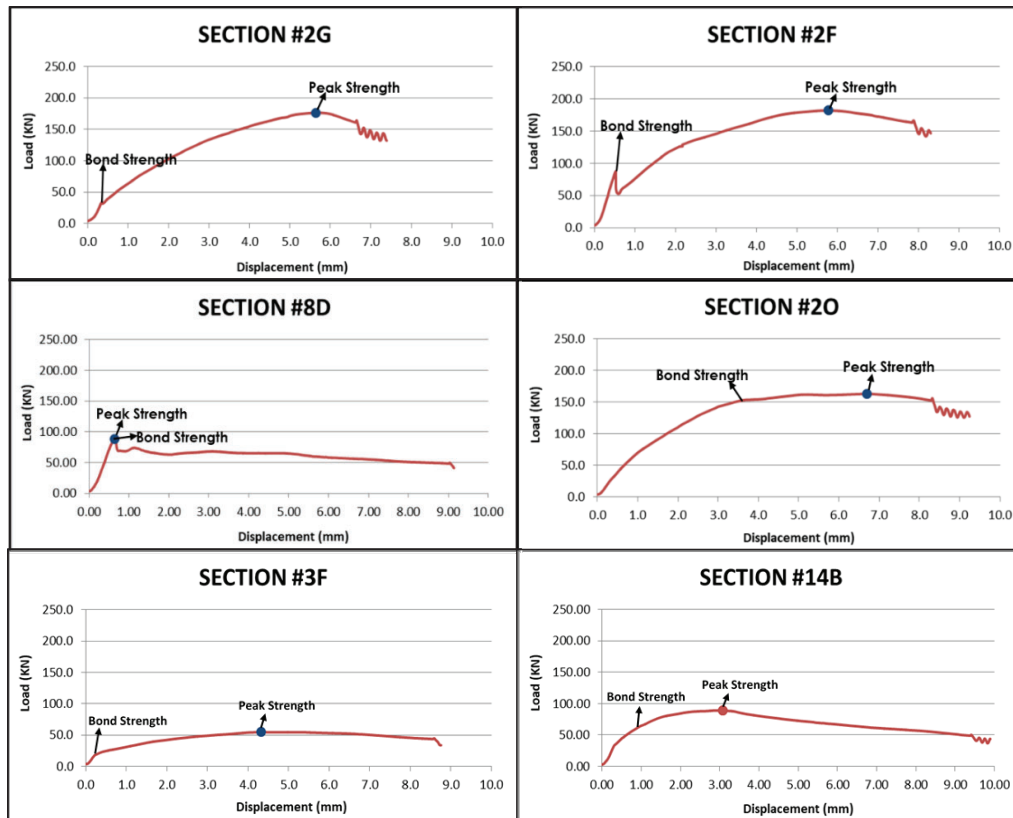 SECTION #2G
250.0
200.0
150.0
100.0
50.0
0.0
Load (KN)
Peak Strength
Bond Strength
0.0 1.0 2.0 3.0 4.0 5.0 6.0 7.0 8.0 9.0 10.0
Displacement (mm)
SECTION #2F
250.0
200.0
150.0
100.0
50.0
0.0
Load (KN)
Peak Strength
Bond Strength
0.0 1.0 2.0 3.0 4.0 5.0 6.0 7.0 8.0 9.0 10.0
Displacement (mm)
SECTION #8D
250.00
200.00
150.00
100.00
50.00
0.00
Load (KN)
Peak Strength
Bond Strength
0.00 1.00 2.00 3.00 4.00 5.00 6.00 7.00 8.00 9.00 10.00
Displacement (mm)
SECTION #2O
250.0
200.0
150.0
100.0
50.0
0.0
Load (KN)
Bond Strength
Peak Strength
0.0 1.0 2.0 3.0 4.0 5.0 6.0 7.0 8.0 9.0 10.0
Displacement (mm)
SECTION #3F
250.0
200.0
150.0
100.0
50.0
0.0
Load (KN)
Bond Strength
Peak Strength
0.0 1.0 2.0 3.0 4.0 5.0 6.0 7.0 8.0 9.0 10.0
Displacement (mm)
SECTION #14B
250.00
200.00
150.00
100.00
50.00
0.00
Load (KN)
Bond Strength
Peak Strength
0.00 1.00 2.00 3.00 4.00 5.00 6.00 7.00 8.00 9.00 10.00
Displacement (mm)